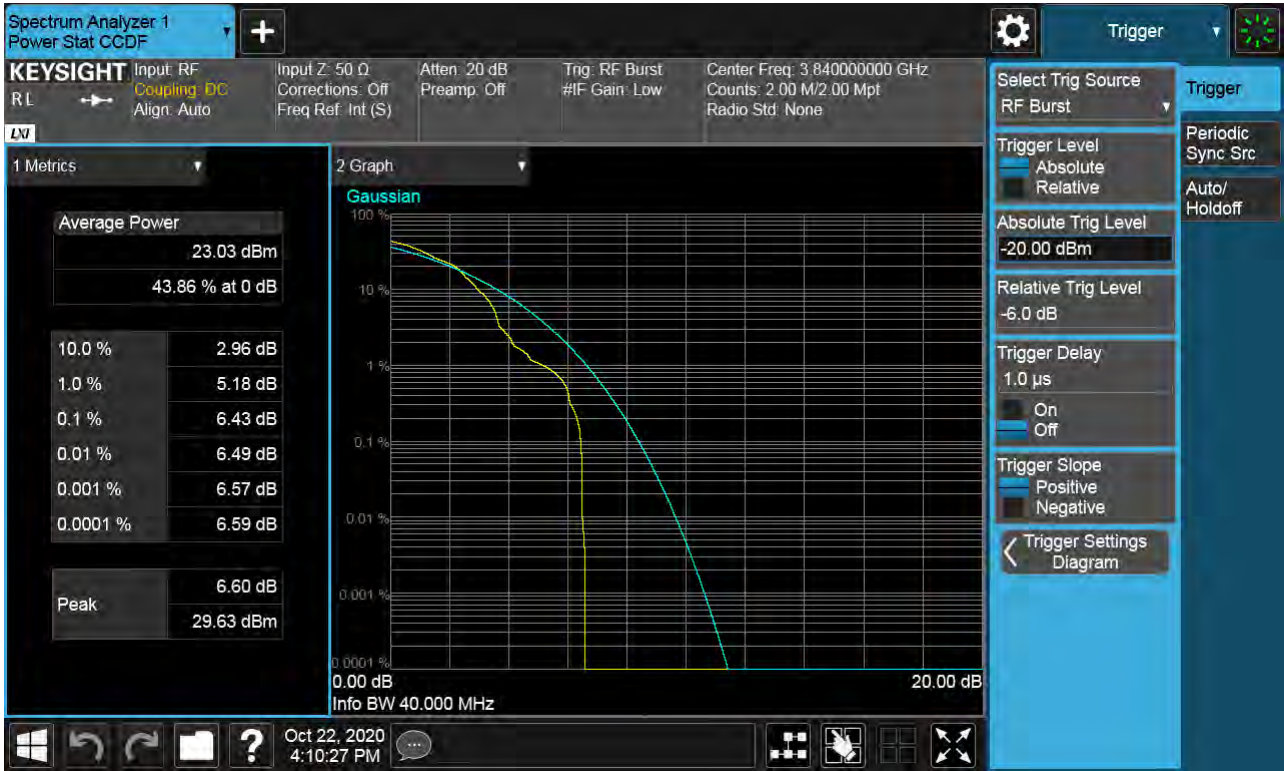 Spectrum Analyzer 1
Power Stat CCDF
+
Trigger
KEYSIGHT
RL
LXI
Input: RF
Coupling: DC
Align: Auto
Input Z: 50 Ω
Corrections: Off
Freq Ref: Int (S)
Atten: 20 dB
Preamp: Off
Trig: RF Burst
#IF Gain: Low
Center Freq: 3.840000000 GHz
Counts: 2.00 M/2.00 Mpt
Radio Std: None
1 Metrics
Average Power
23.03 dBm
43.86 % at 0 dB
10.0 % 2.96 dB
1.0 % 5.18 dB
0.1 % 6.43 dB
0.01 % 6.49 dB
0.001 % 6.57 dB
0.0001 % 6.59 dB
Peak
6.60 dB
29.63 dBm
2 Graph
Gaussian
100 %
10 %
1 %
0.1 %
0.01 %
0.001 %
0.0001 %
0.00 dB 20.00 dB
Info BW 40.000 MHz
Select Trig Source
RF Burst
Trigger Level
Absolute
Relative
Absolute Trig Level
-20.00 dBm
Relative Trig Level
-6.0 dB
Trigger Delay
1.0 µs
On
Off
Trigger Slope
Positive
Negative
Trigger Settings
Diagram
Trigger
Periodic
Sync Src
Auto/
Holdoff
?
Oct 22, 2020
4:10:27 PM